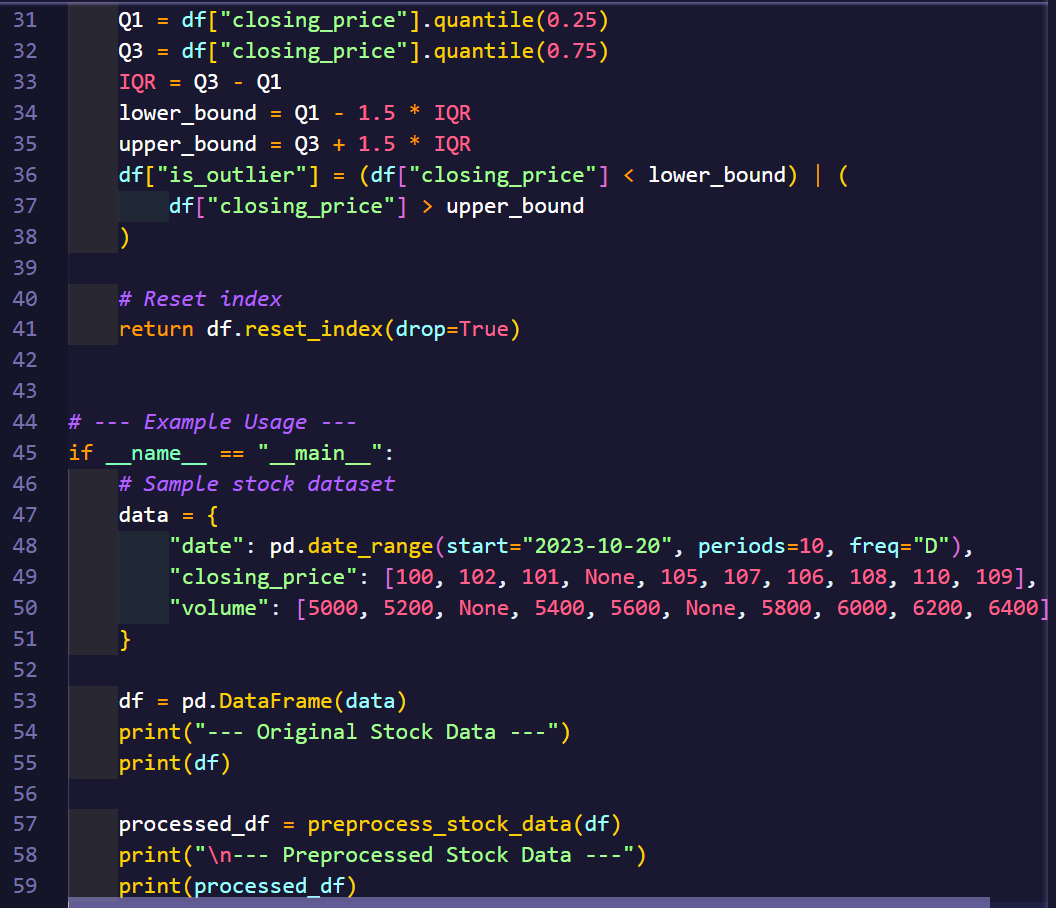 31 Q1 = df["closing_price"].quantile(0.25)
32 Q3 = df["closing_price"].quantile(0.75)
33 IQR = Q3 - Q1
34 lower_bound = Q1 - 1.5 * IQR
35 upper_bound = Q3 + 1.5 * IQR
36 df["is_outlier"] = (df["closing_price"] < lower_bound) | (
37     df["closing_price"] > upper_bound
38 )
39
40 # Reset index
41 return df.reset_index(drop=True)
42
43
44 # --- Example Usage ---
45 if __name__ == "__main__":
46     # Sample stock dataset
47     data = {
48         "date": pd.date_range(start="2023-10-20", periods=10, freq="D"),
49         "closing_price": [100, 102, 101, None, 105, 107, 106, 108, 110, 109],
50         "volume": [5000, 5200, None, 5400, 5600, None, 5800, 6000, 6200, 6400]
51     }
52
53     df = pd.DataFrame(data)
54     print("--- Original Stock Data ---")
55     print(df)
56
57     processed_df = preprocess_stock_data(df)
58     print("\n--- Preprocessed Stock Data ---")
59     print(processed_df)